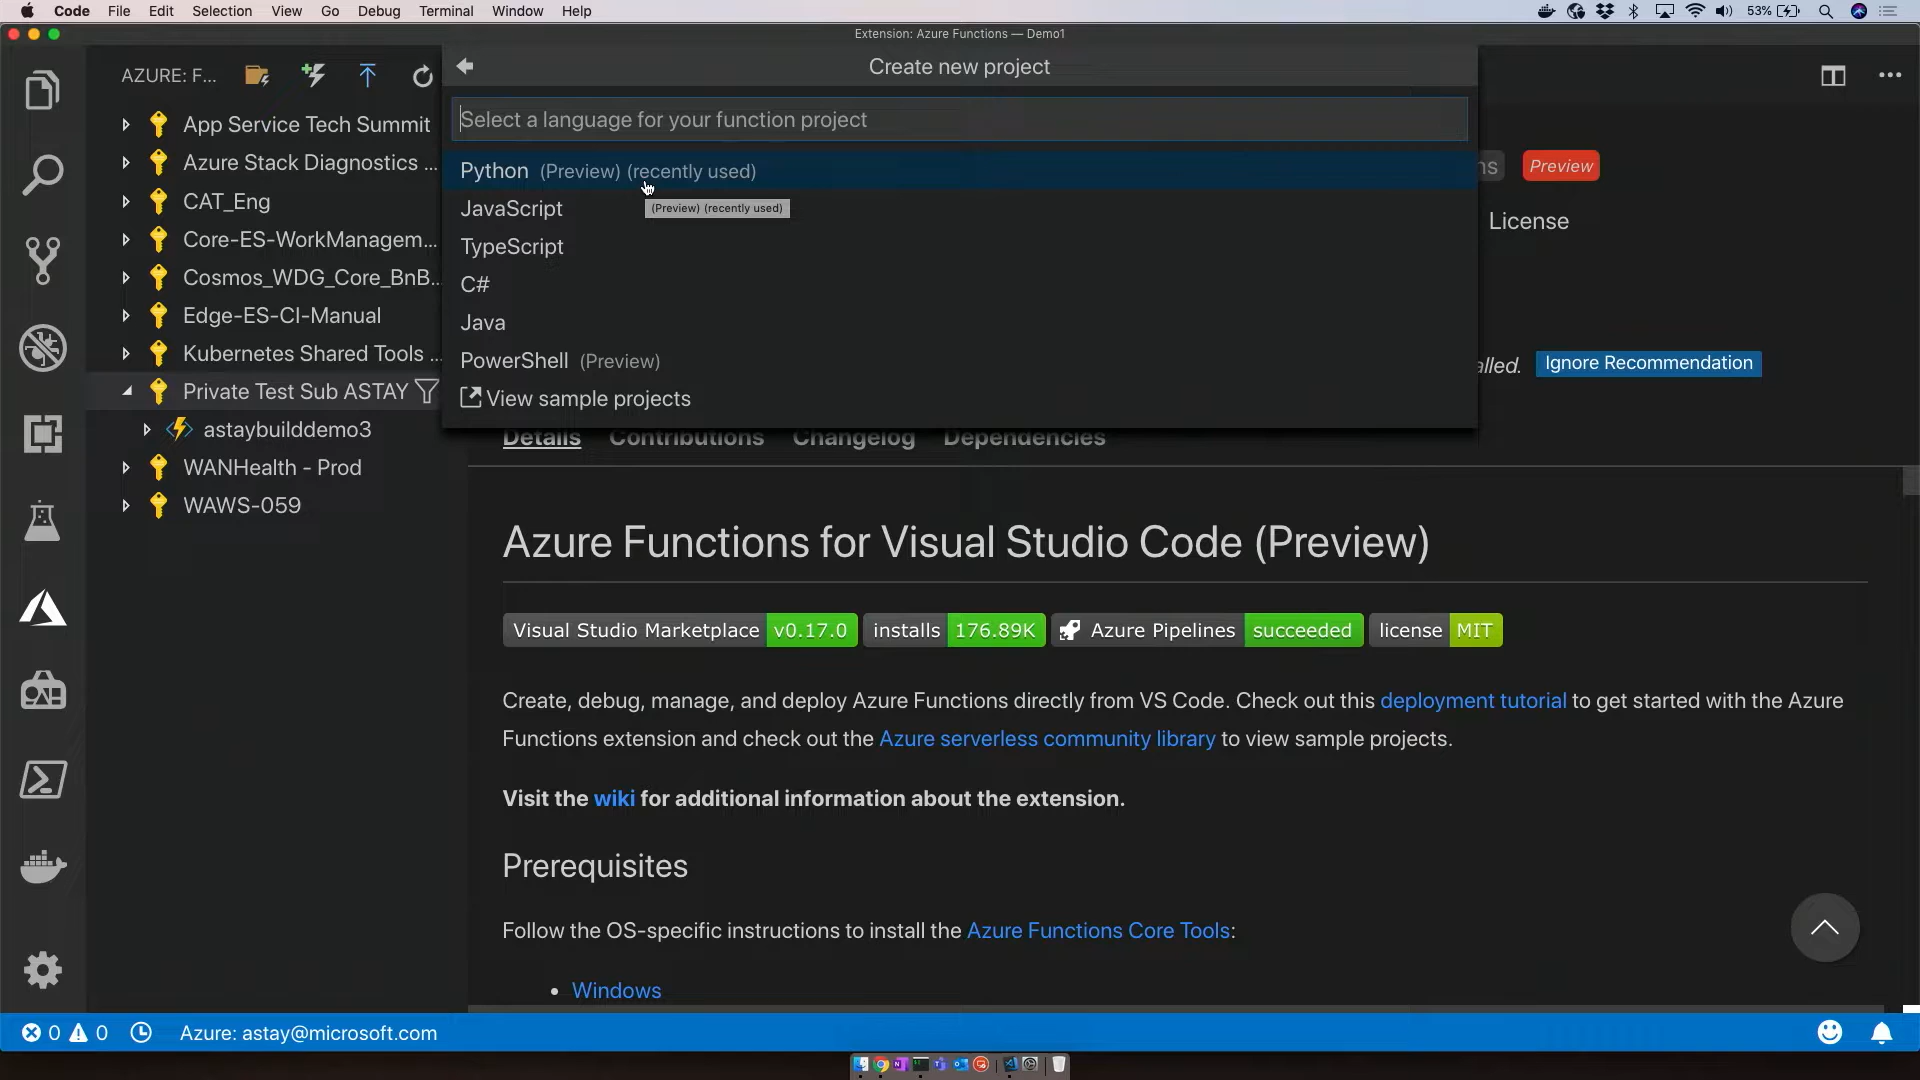 Code File Edit Selection View Go Debug Terminal Window Help
53%
Extension: Azure Functions — Demo1
AZURE: F...
Create new project
Select a language for your function project
Python (Preview) (recently used)
(Preview) (recently used)
JavaScript
TypeScript
C#
Java
PowerShell (Preview)
View sample projects
App Service Tech Summit
Azure Stack Diagnostics ...
CAT_Eng
Core-ES-WorkManagem...
Cosmos_WDG_Core_BnB...
Edge-ES-CI-Manual
Kubernetes Shared Tools ...
Private Test Sub ASTAY
astaybuilddemo3
WANHealth - Prod
WAWS-059
ns Preview
License
alled. Ignore Recommendation
Details Contributions Changelog Dependencies
Azure Functions for Visual Studio Code (Preview)
Visual Studio Marketplace v0.17.0 installs 176.89K Azure Pipelines succeeded license MIT
Create, debug, manage, and deploy Azure Functions directly from VS Code. Check out this deployment tutorial to get started with the Azure
Functions extension and check out the Azure serverless community library to view sample projects.
Visit the wiki for additional information about the extension.
Prerequisites
Follow the OS-specific instructions to install the Azure Functions Core Tools:
• Windows
0 0 Azure: astay@microsoft.com